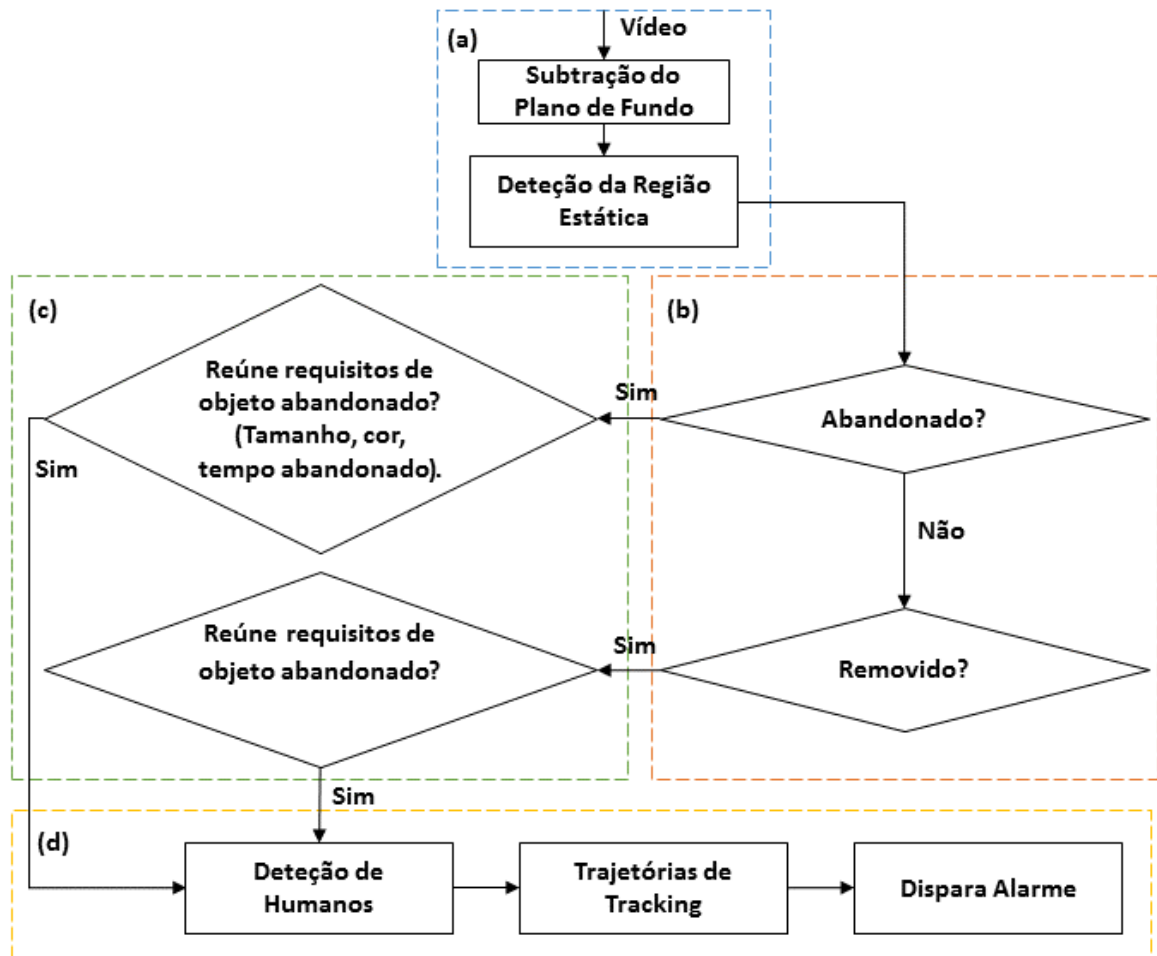 (a)
Vídeo
Subtração do
Plano de Fundo
Deteção da Região
Estática
(c)
Reúne requisitos de
objeto abandonado?
(Tamanho, cor,
tempo abandonado).
Sim
Sim
(b)
Abandonado?
Não
Reúne requisitos de
objeto abandonado?
Sim
Removido?
Sim
(d)
Deteção de
Humanos
Trajetórias de
Tracking
Dispara Alarme